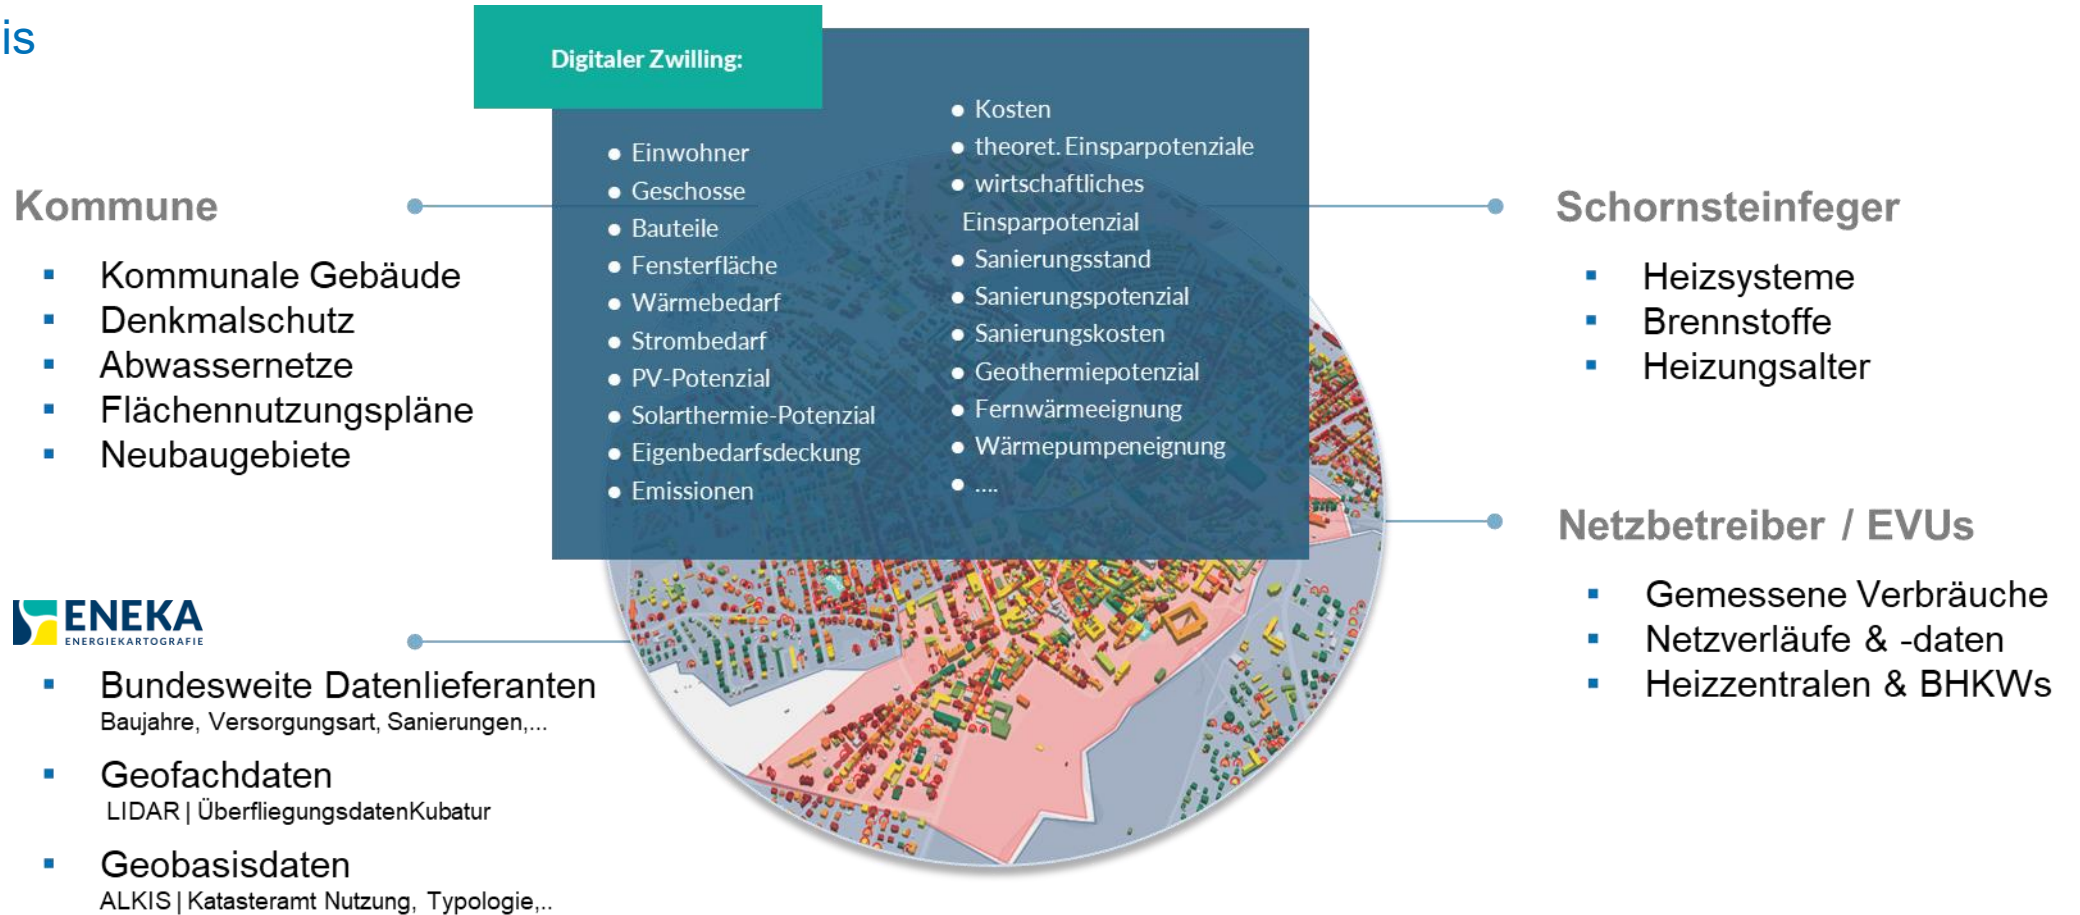 is
Digitaler Zwilling:
● Einwohner
● Geschosse
● Bauteile
● Fensterfläche
● Wärmebedarf
● Strombedarf
● PV-Potenzial
● Solarthermie-Potenzial
● Eigenbedarfsdeckung
● Emissionen
● Kosten
● theoret. Einsparpotenziale
● wirtschaftliches
Einsparpotenzial
● Sanierungsstand
● Sanierungspotenzial
● Sanierungskosten
● Geothermiepotenzial
● Fernwärmeeignung
● Wärmepumpeneignung
● ....
Kommune
▪ Kommunale Gebäude
▪ Denkmalschutz
▪ Abwassernetze
▪ Flächennutzungspläne
▪ Neubaugebiete
ENEKA
ENERGIEKARTOGRAFIE
▪ Bundesweite Datenlieferanten
Baujahre, Versorgungsart, Sanierungen,...
▪ Geofachdaten
LIDAR | ÜberfliegungsdatenKubatur
▪ Geobasisdaten
ALKIS | Katasteramt Nutzung, Typologie,..
Schornsteinfeger
▪ Heizsysteme
▪ Brennstoffe
▪ Heizungsalter
Netzbetreiber / EVUs
▪ Gemessene Verbräuche
▪ Netzverläufe & -daten
▪ Heizzentralen & BHKWs